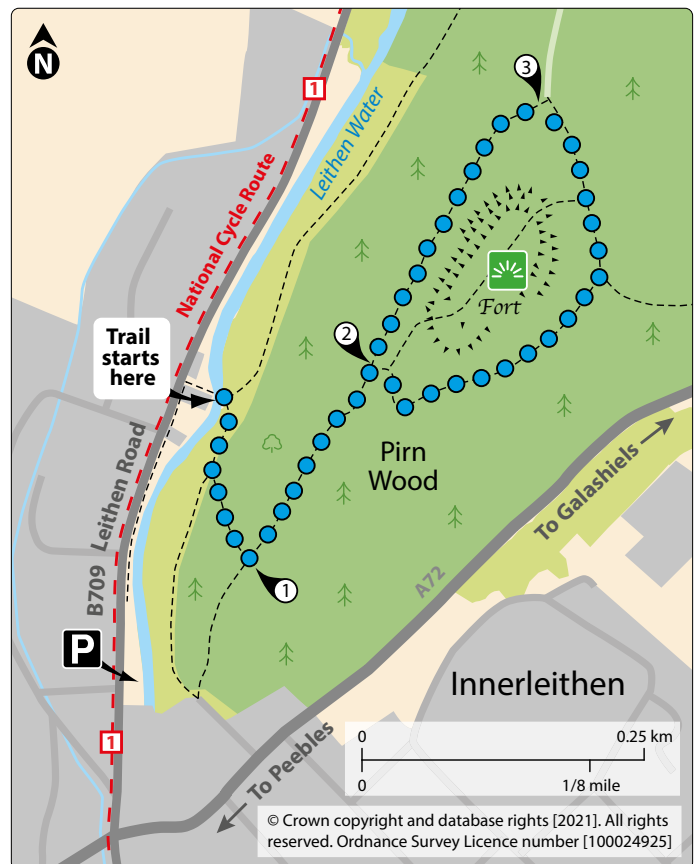 N
1
3
Leithen Water
National Cycle Route
Fort
Trail
starts
here
2
Pirn
Wood
B709 Leithen Road
To Galashiels
A72
1
P
Innerleithen
1
To Peebles
0 0.25 km
0 1/8 mile
© Crown copyright and database rights [2021]. All rights
reserved. Ordnance Survey Licence number [100024925]